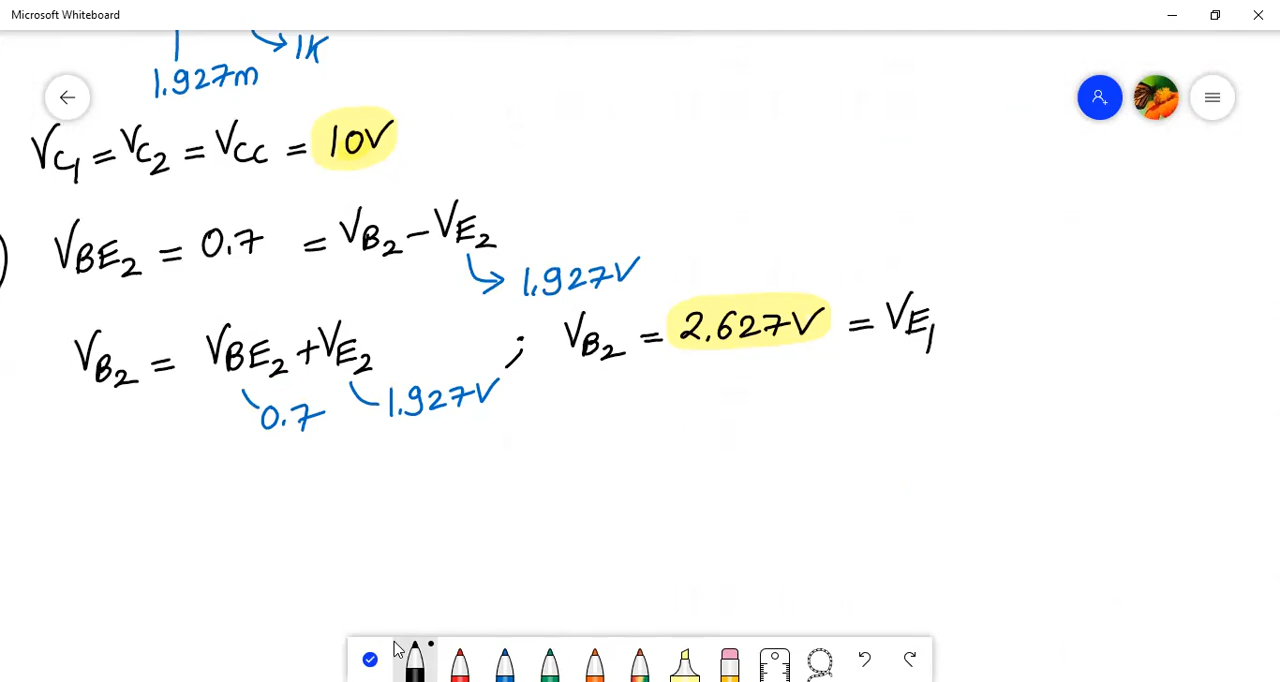 Microsoft Whiteboard
1K
1.927m
VC1 = VC2 = VCC = 10V
) VBE2 = 0.7 = VB2 - VE2
1.927V
VB2 = VBE2 + VE2 ; VB2 = 2.627V = VE1
0.7 1.927V